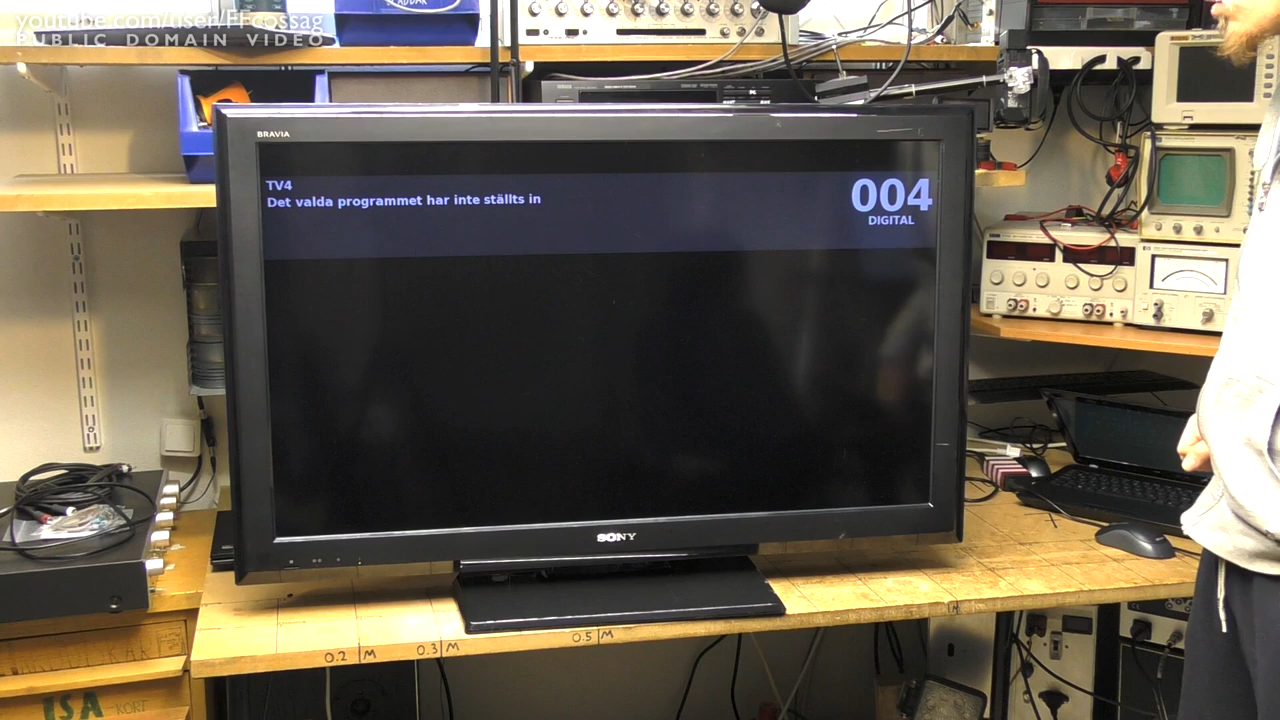 youtube.com/user/FFcossag
PUBLIC DOMAIN VIDEO
BRAVIA
TV4
Det valda programmet har inte ställts in
004
DIGITAL
SONY
0.2 M
0.3 M
0.5 M
ISA KORT